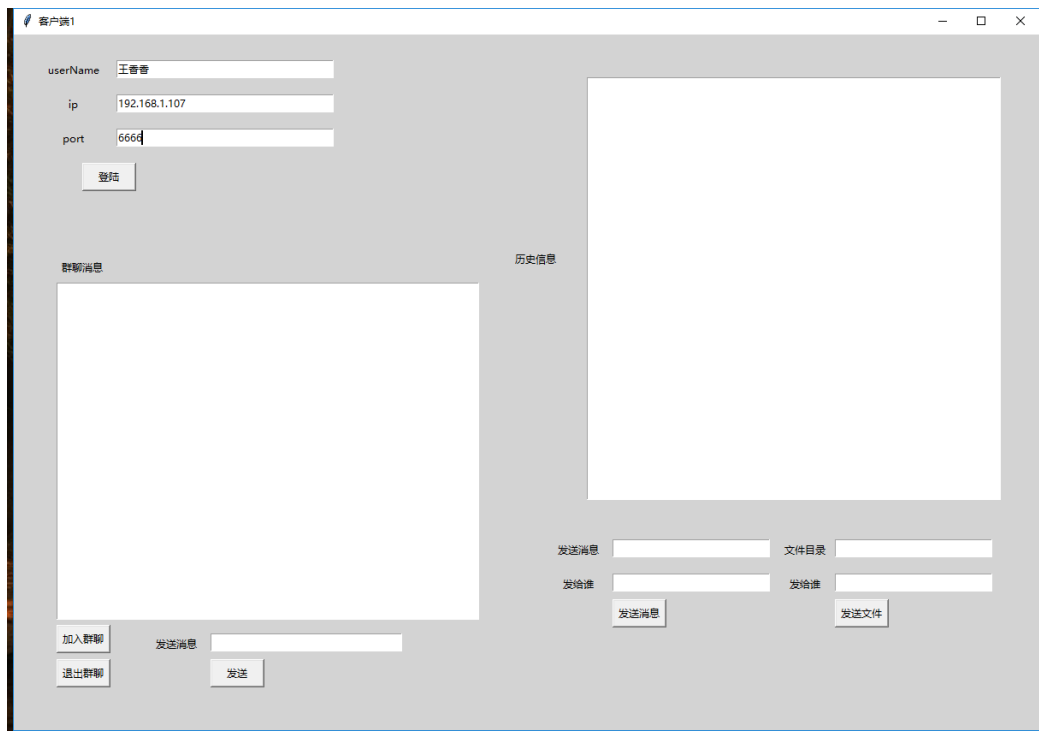 客户端1
userName 王香香
ip 192.168.1.107
port 6666
登陆
群聊消息
历史信息
发送消息 文件目录
发给谁 发给谁
发送消息 发送文件
加入群聊 发送消息
退出群聊 发送